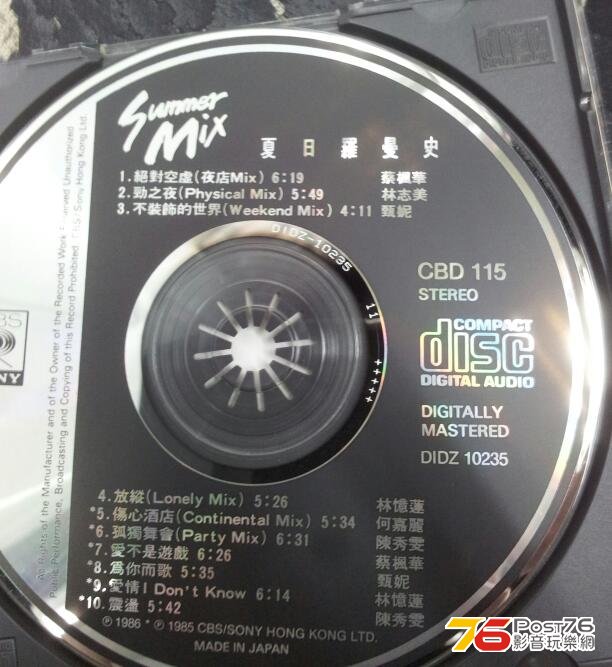 Summer Mix
夏日羅曼史
1.絕對空虛(夜店Mix) 6:19 蔡楓華
2.勁之夜(Physical Mix) 5:49 林志美
3.不裝飾的世界(Weekend Mix) 4:11 甄妮
DIDZ-10235 11 +++++
CBD 115
STEREO
COMPACT
disc
DIGITAL AUDIO
DIGITALLY
MASTERED
DIDZ 10235
4.放縱(Lonely Mix) 5:26 林憶蓮
*5.傷心酒店(Continental Mix) 5:34 何嘉麗
*6.孤獨舞會(Party Mix) 6:31 陳秀雯
*7.愛不是遊戲 6:26 蔡楓華
*8.爲你而歌 5:35 甄妮
*9.愛情 I Don't Know 6:14 林憶蓮
*10.震盪 5:42 陳秀雯
℗ 1986 * ℗ 1985 CBS/SONY HONG KONG LTD.
MADE IN JAPAN
All Rights of the Manufacturer and of the Owner of the Recorded Work Reserved Unauthorized
Public Performance, Broadcasting and Copying of this Record Prohibited. CBS/Sony Hong Kong Ltd.
CBS
SONY
disc
76 Post76
影音玩樂網